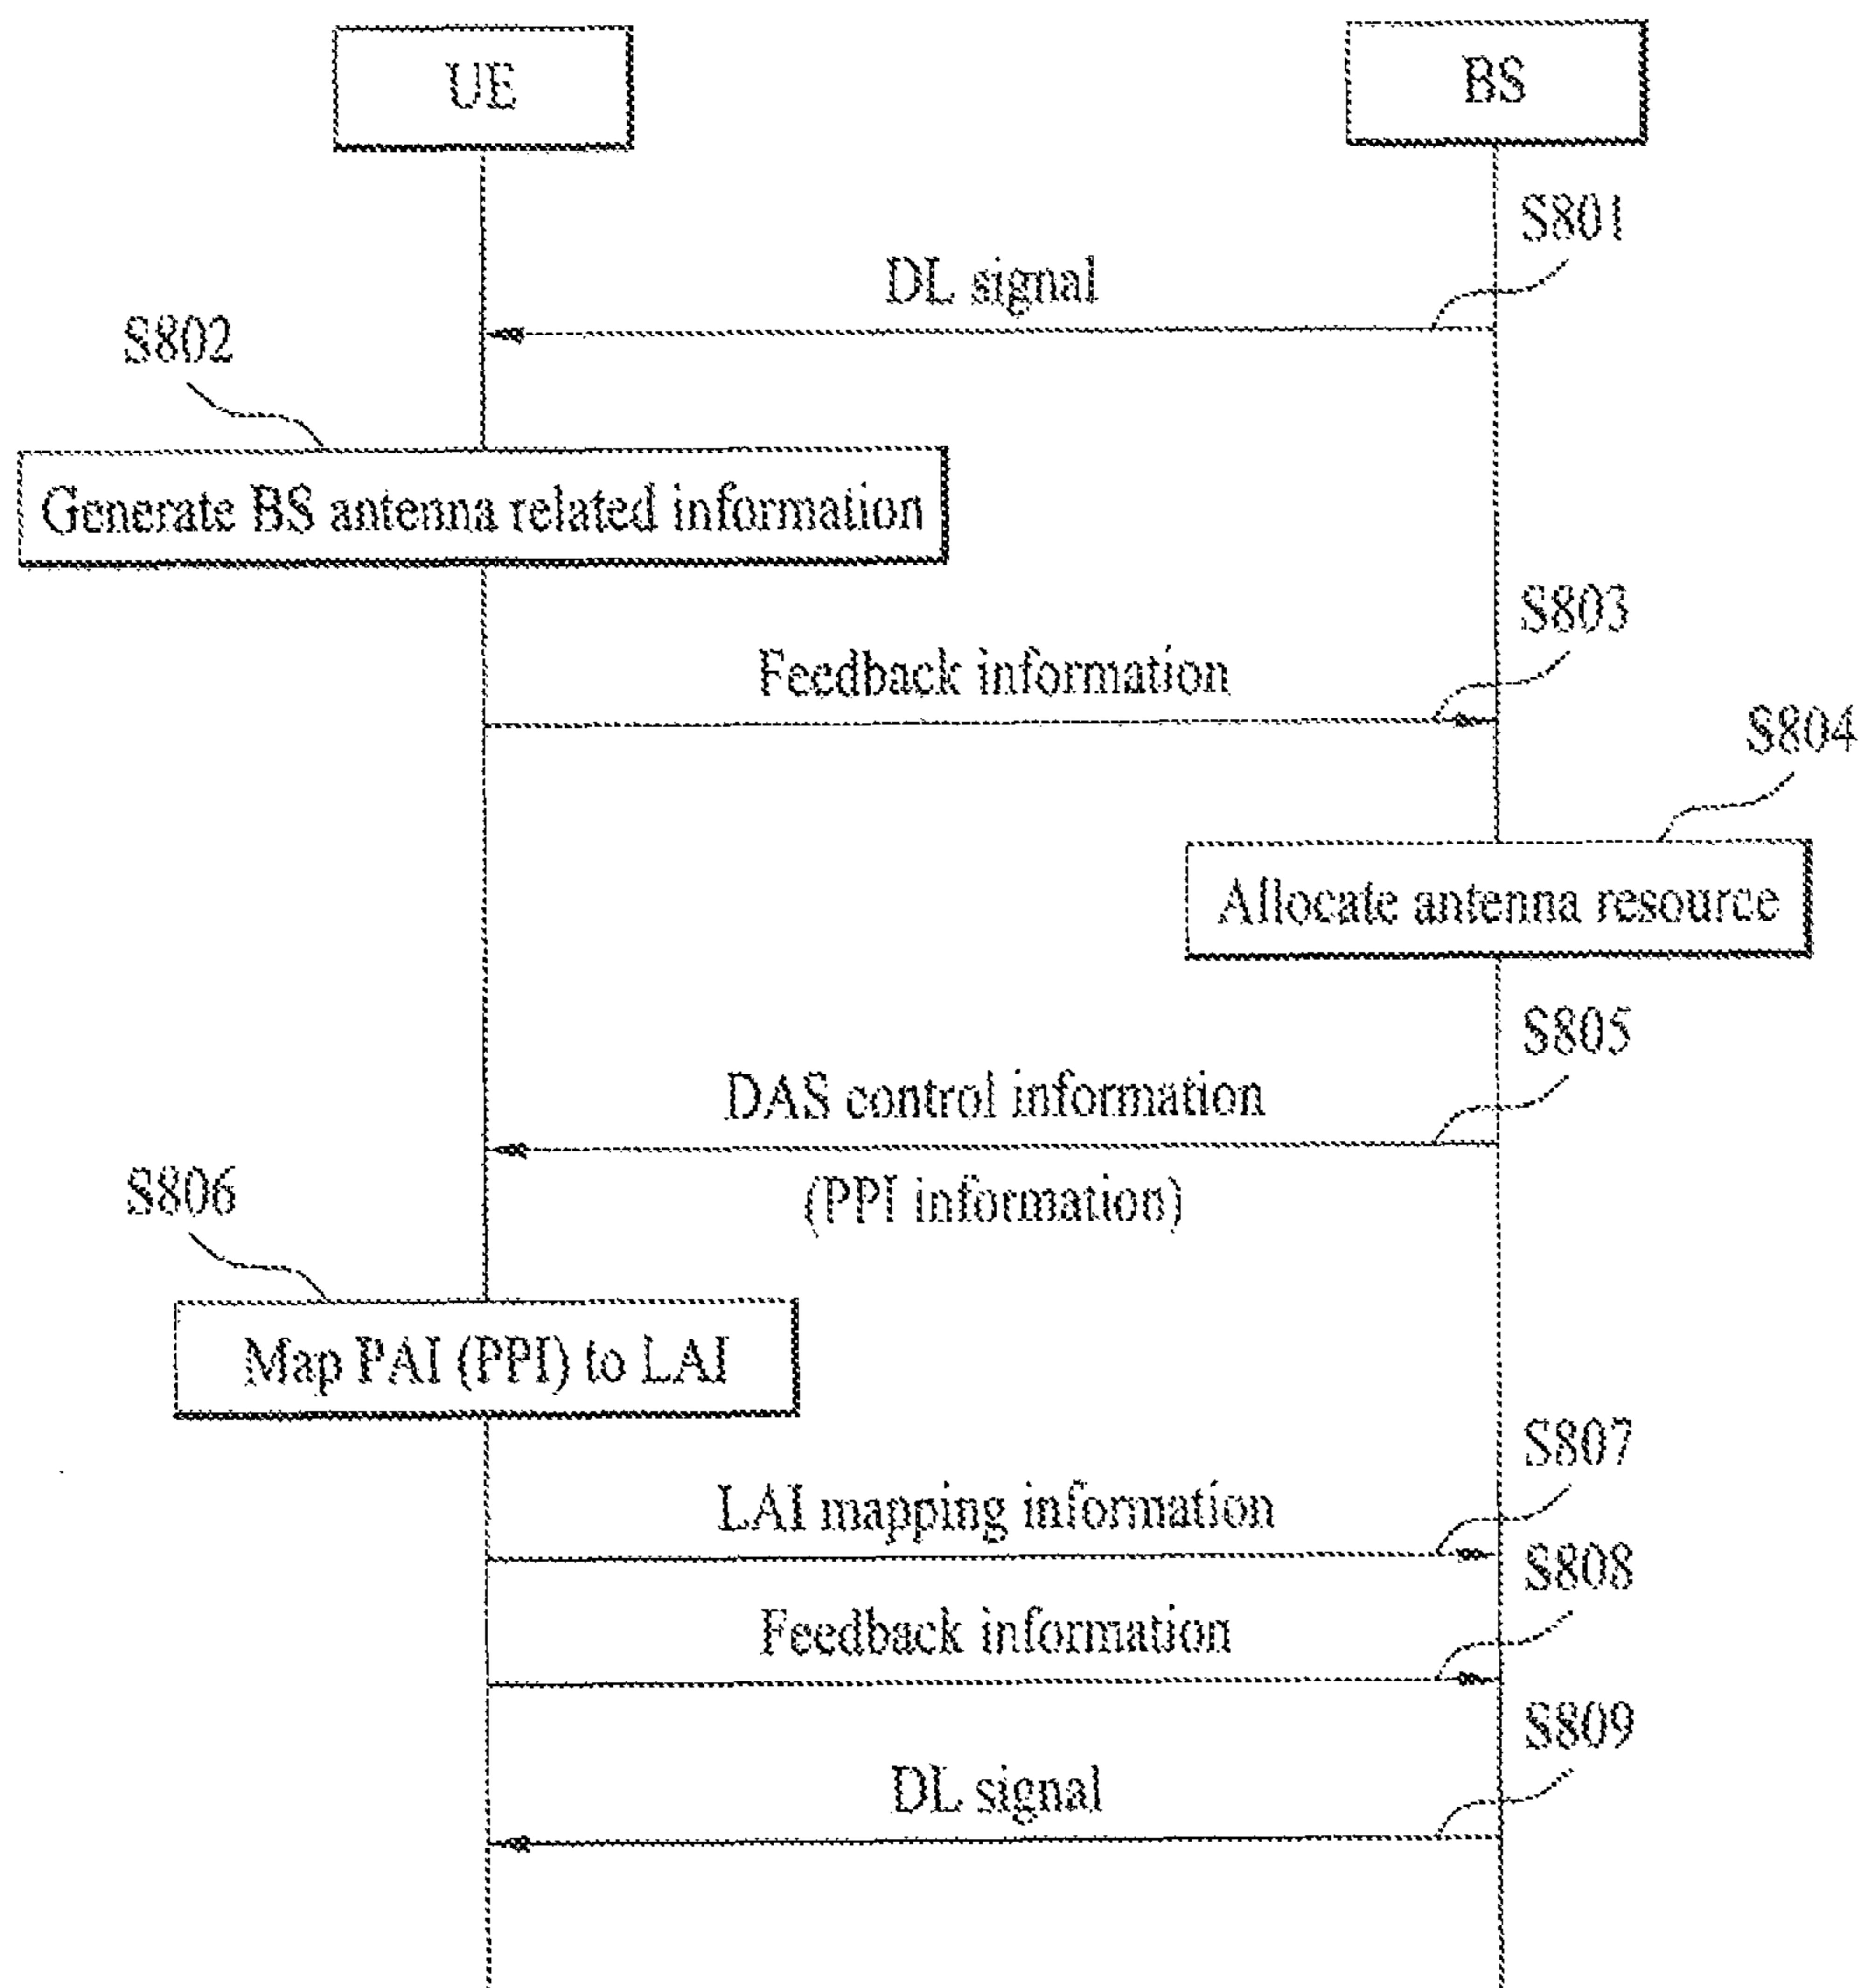 UE
BS
S801
DL signal
S802
Generate BS antenna related information
S803
Feedback information
S804
Allocate antenna resource
S805
DAS control information
(PPI information)
S806
Map PAI (PPI) to LAI
S807
LAI mapping information
S808
Feedback information
S809
DL signal